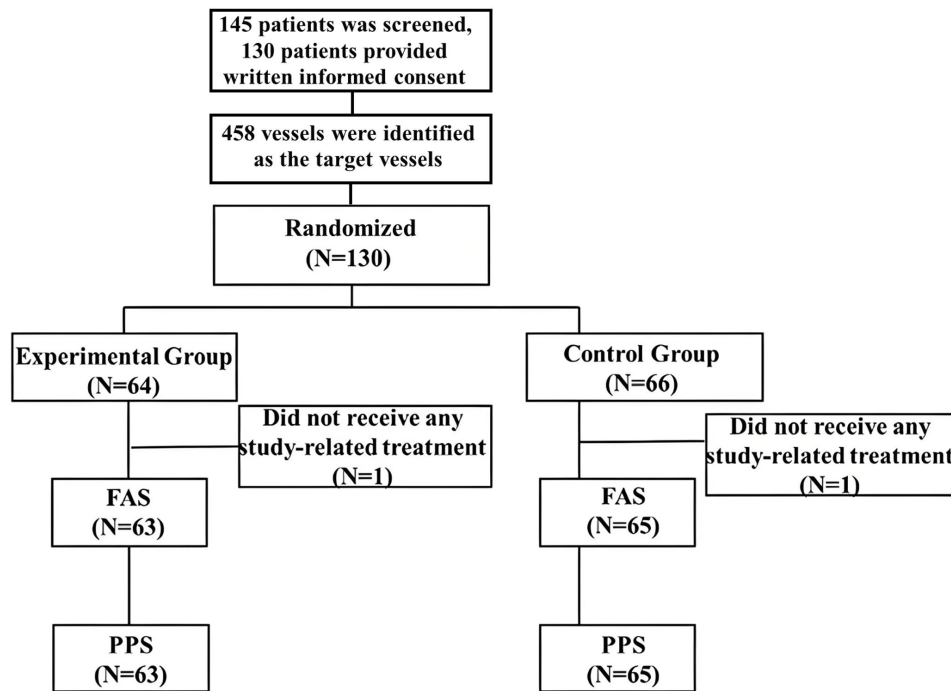 145 patients was screened,
130 patients provided
written informed consent
458 vessels were identified
as the target vessels
Randomized
(N=130)
Experimental Group
(N=64)
Control Group
(N=66)
Did not receive any
study-related treatment
(N=1)
Did not receive any
study-related treatment
(N=1)
FAS
(N=63)
FAS
(N=65)
PPS
(N=63)
PPS
(N=65)